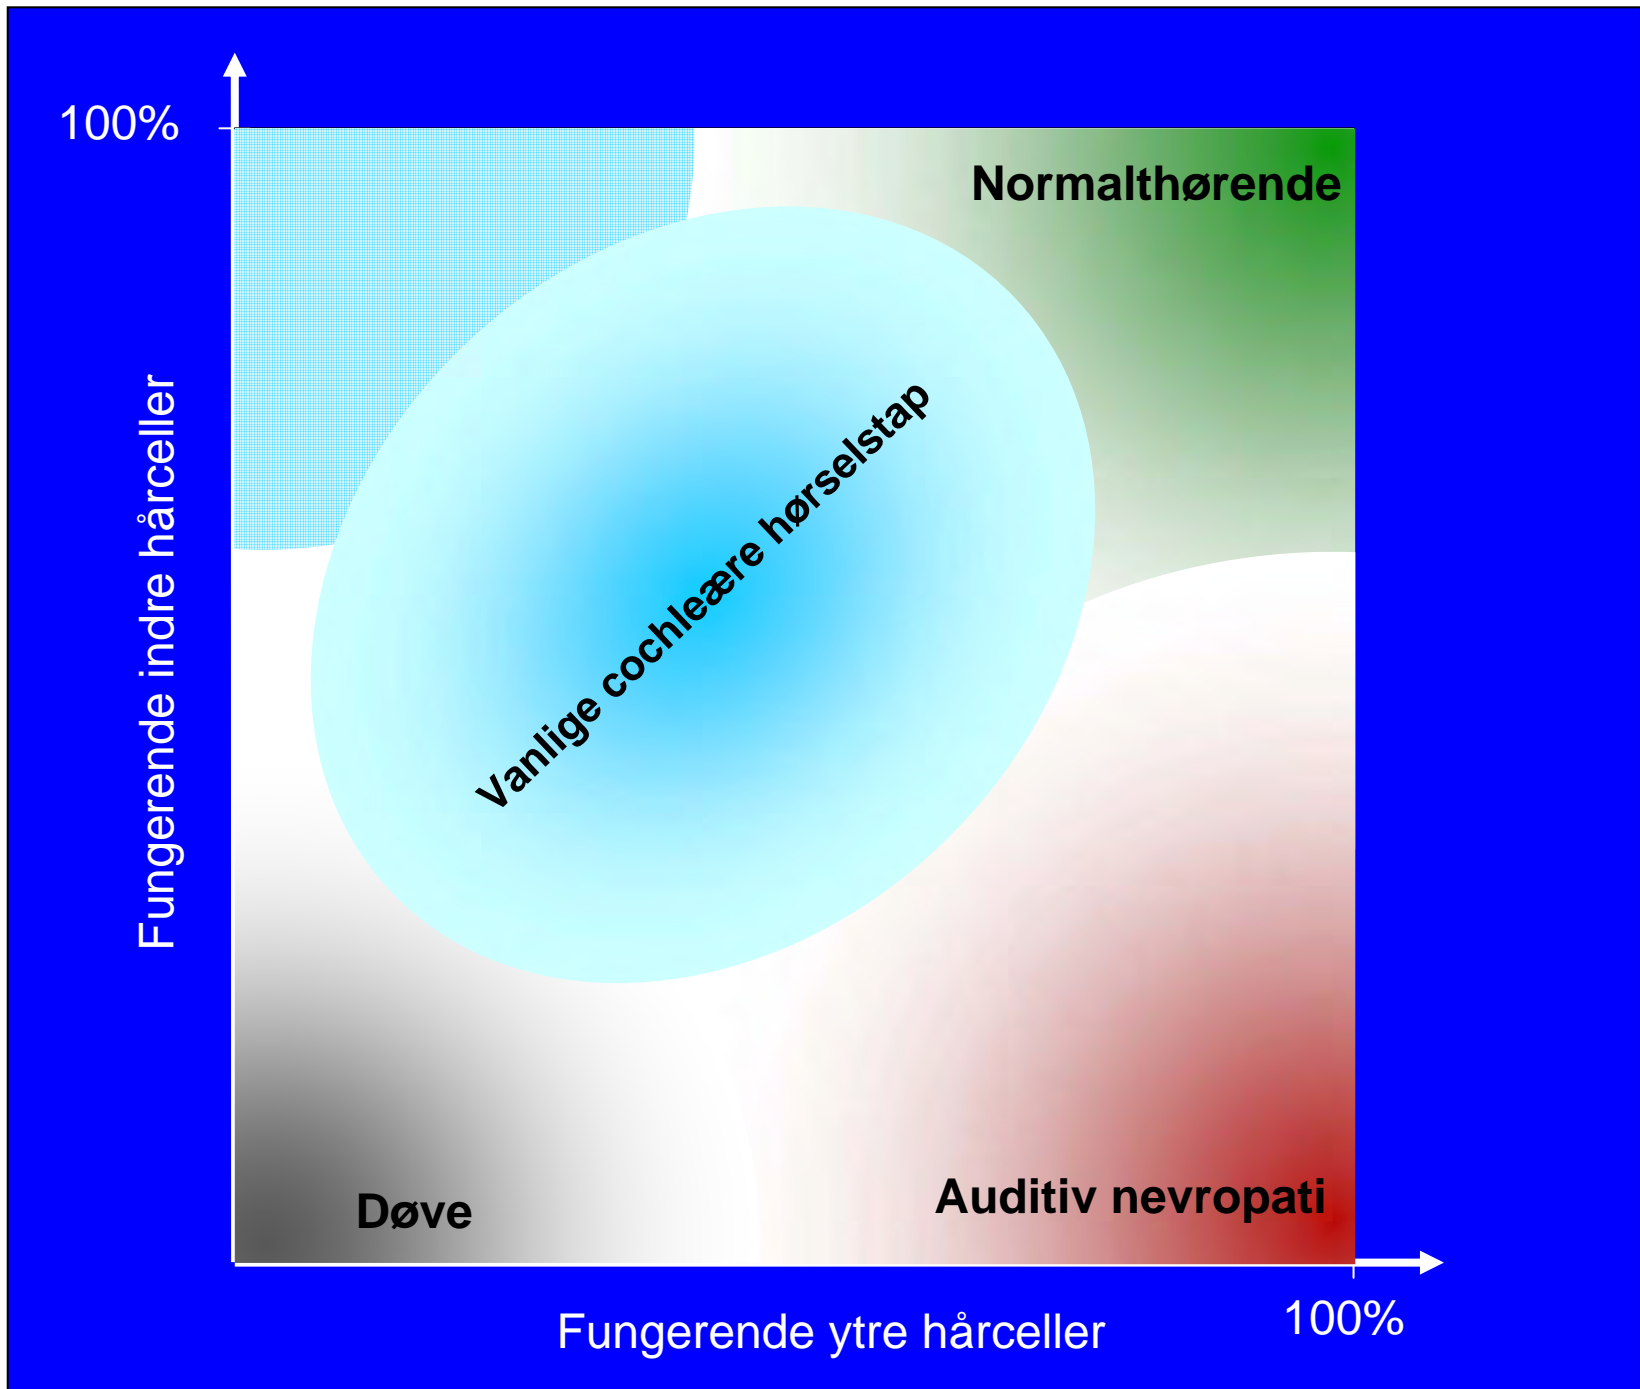 100%
Normalthørende
Fungerende indre hårceller
Vanlige cochleære hørselstap
Døve
Auditiv nevropati
Fungerende ytre hårceller
100%